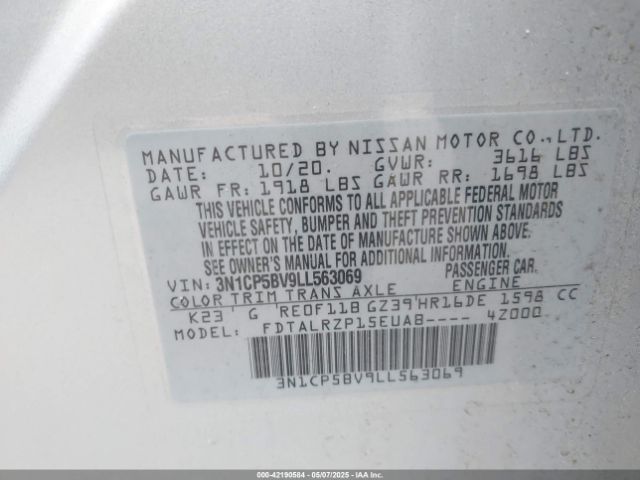 MANUFACTURED BY NISSAN MOTOR CO.,LTD.
DATE: 10/20. GVWR: 3616 LBS
GAWR FR: 1918 LBS GAWR RR: 1698 LBS
THIS VEHICLE CONFORMS TO ALL APPLICABLE FEDERAL MOTOR
VEHICLE SAFETY, BUMPER AND THEFT PREVENTION STANDARDS
IN EFFECT ON THE DATE OF MANUFACTURE SHOWN ABOVE.
SEE OWNER'S MANUAL FOR ADDITIONAL INFORMATION.
VIN: 3N1CP5BV9LL563069 PASSENGER CAR
COLOR TRIM TRANS AXLE ENGINE
K23 G RE0F11B GZ39 HR16DE 1598 CC
MODEL: FDTALRZP15EUAB---- 4Z000
3N1CP5BV9LL563069
000-42190584 | 05/07/2025 | IAAI.COM